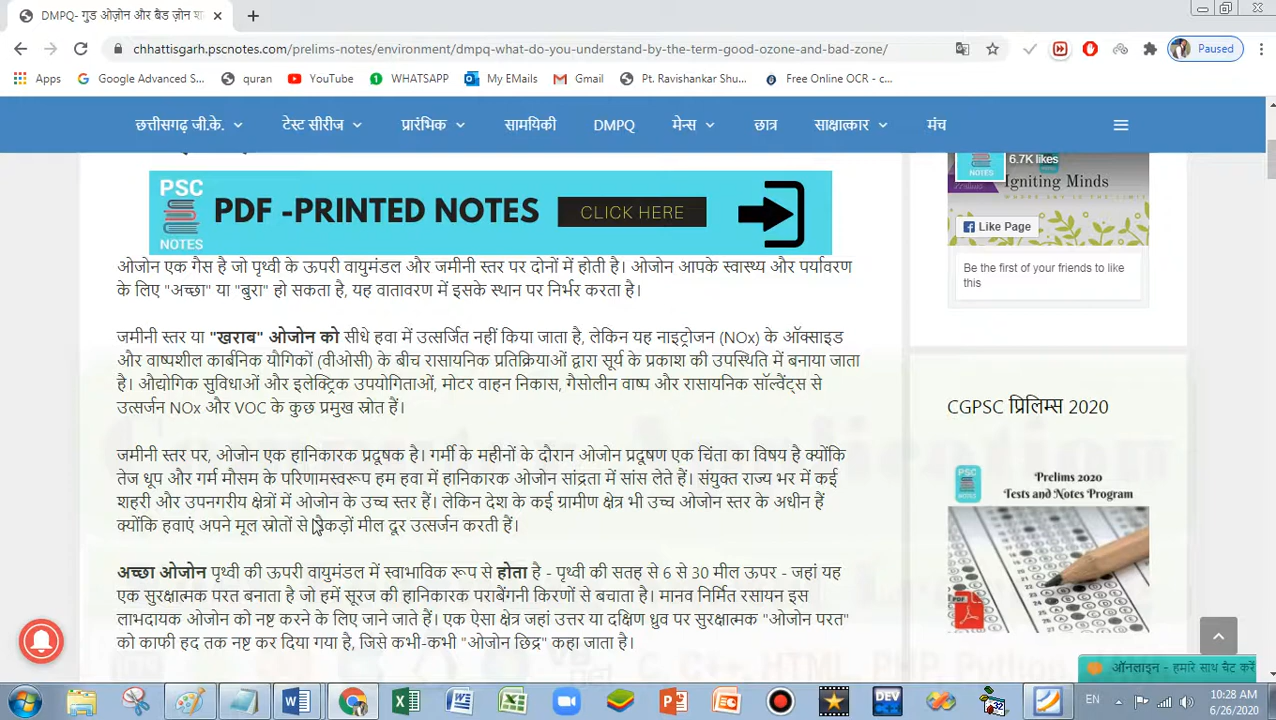 DMPQ- गुड ओज़ोन और बैड ज़ोन श
chhattisgarh.pscnotes.com/prelims-notes/environment/dmpq-what-do-you-understand-by-the-term-good-ozone-and-bad-zone/
Paused
Apps Google Advanced S... quran YouTube WHATSAPP My EMails Gmail Pt. Ravishankar Shu... Free Online OCR - c...
छत्तीसगढ़ जी.के. टेस्ट सीरीज प्रारंभिक सामयिकी DMPQ मेन्स छात्र साक्षात्कार मंच
PSC NOTES
PDF -PRINTED NOTES CLICK HERE
ओजोन एक गैस है जो पृथ्वी के ऊपरी वायुमंडल और जमीनी स्तर पर दोनों में होती है। ओजोन आपके स्वास्थ्य और पर्यावरण
के लिए "अच्छा" या "बुरा" हो सकता है, यह वातावरण में इसके स्थान पर निर्भर करता है।
जमीनी स्तर या "खराब" ओजोन को सीधे हवा में उत्सर्जित नहीं किया जाता है, लेकिन यह नाइट्रोजन (NOx) के ऑक्साइड
और वाष्पशील कार्बनिक यौगिकों (वीओसी) के बीच रासायनिक प्रतिक्रियाओं द्वारा सूर्य के प्रकाश की उपस्थिति में बनाया जाता
है। औद्योगिक सुविधाओं और इलेक्ट्रिक उपयोगिताओं, मोटर वाहन निकास, गैसोलीन वाष्प और रासायनिक सॉल्वैंट्स से
उत्सर्जन NOx और VOC के कुछ प्रमुख स्रोत हैं।
जमीनी स्तर पर, ओजोन एक हानिकारक प्रदूषक है। गर्मी के महीनों के दौरान ओजोन प्रदूषण एक चिंता का विषय है क्योंकि
तेज धूप और गर्म मौसम के परिणामस्वरूप हम हवा में हानिकारक ओजोन सांद्रता में सांस लेते हैं। संयुक्त राज्य भर में कई
शहरी और उपनगरीय क्षेत्रों में ओजोन के उच्च स्तर हैं। लेकिन देश के कई ग्रामीण क्षेत्र भी उच्च ओजोन स्तर के अधीन हैं
क्योंकि हवाएं अपने मूल स्रोतों से सैकड़ों मील दूर उत्सर्जन करती हैं।
अच्छा ओजोन पृथ्वी की ऊपरी वायुमंडल में स्वाभाविक रूप से होता है - पृथ्वी की सतह से 6 से 30 मील ऊपर - जहां यह
एक सुरक्षात्मक परत बनाता है जो हमें सूरज की हानिकारक पराबैंगनी किरणों से बचाता है। मानव निर्मित रसायन इस
लाभदायक ओजोन को नष्ट करने के लिए जाने जाते हैं। एक ऐसा क्षेत्र जहां उत्तर या दक्षिण ध्रुव पर सुरक्षात्मक "ओजोन परत"
को काफी हद तक नष्ट कर दिया गया है, जिसे कभी-कभी "ओजोन छिद्र" कहा जाता है।
6.7K likes
NOTES
Igniting Minds
Like Page
Be the first of your friends to like
this
CGPSC प्रिलिम्स 2020
PSC NOTES
Prelims 2020
Tests and Notes Program
PDF
ऑनलाइन - हमारे साथ चैट करें
EN
10:28 AM
6/26/2020